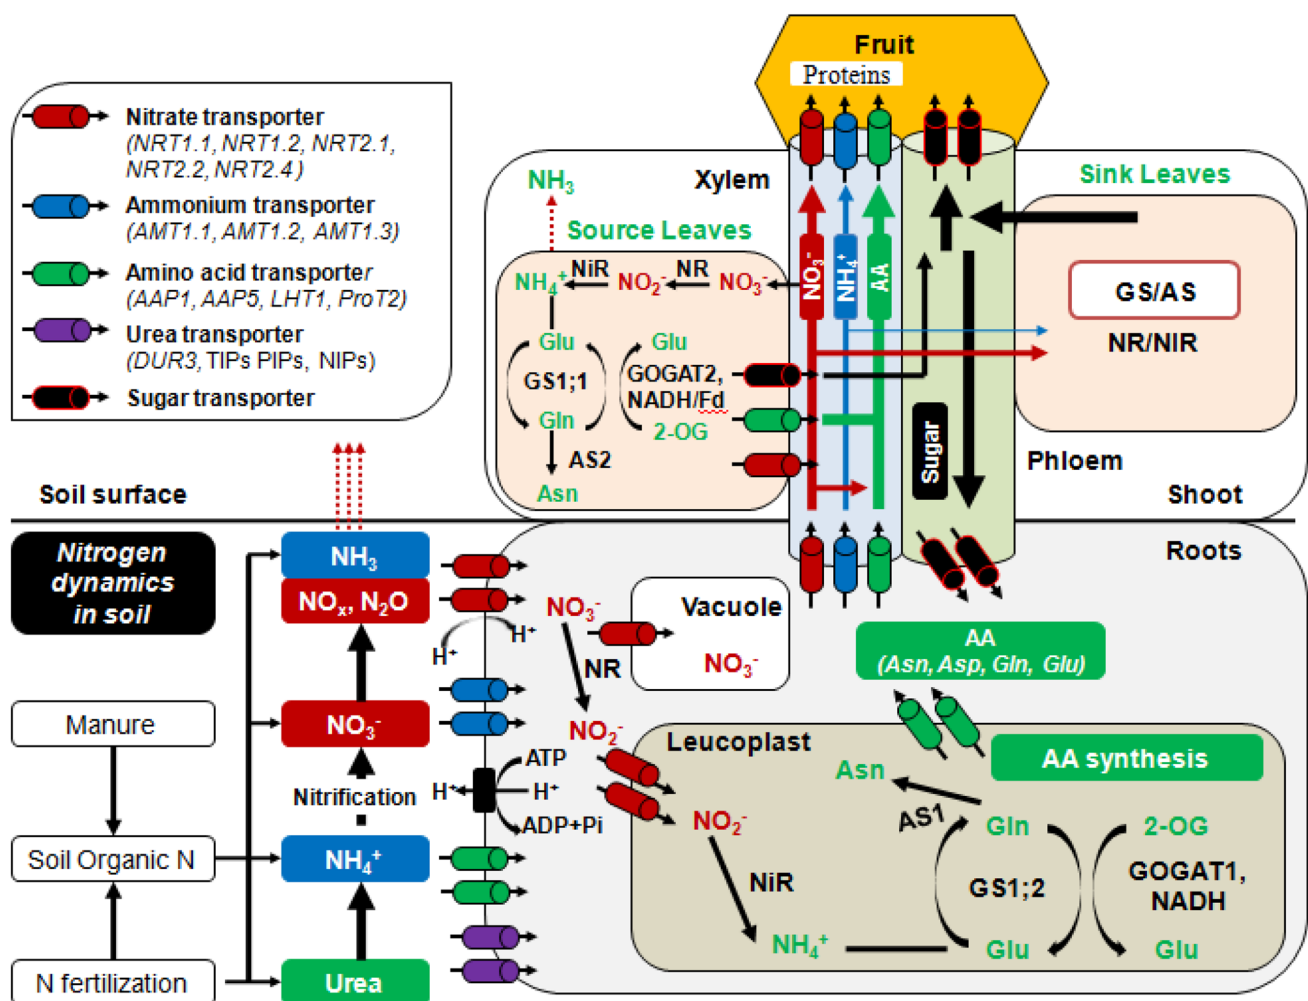 Fruit
Proteins
Nitrate transporter
(NRT1.1, NRT1.2, NRT2.1,
NRT2.2, NRT2.4)
Ammonium transporter
(AMT1.1, AMT1.2, AMT1.3)
Amino acid transporter
(AAP1, AAP5, LHT1, ProT2)
Urea transporter
(DUR3, TIPs PIPs, NIPs)
Sugar transporter
Xylem
Sink Leaves
NH₃
Source Leaves
NH₄⁺
NiR
NO₂⁻
NR
NO₃⁻
NO₃⁻
NH₄⁺
AA
GS/AS
NR/NIR
Glu
Glu
GS1;1
GOGAT2,
NADH/Fd
Gln
2-OG
AS2
Asn
Sugar
Phloem
Shoot
Soil surface
Roots
Nitrogen
dynamics
in soil
NH₃
NOₓ, N₂O
NO₃⁻
Nitrification
NH₄⁺
Urea
Manure
Soil Organic N
N fertilization
H⁺
H⁺
NO₃⁻
NR
NO₂⁻
Vacuole
NO₃⁻
AA
(Asn, Asp, Gln, Glu)
ATP
H⁺
H⁺
ADP+Pi
Leucoplast
AA synthesis
Asn
AS1
NO₂⁻
NiR
NH₄⁺
Gln
2-OG
GS1;2
GOGAT1,
NADH
Glu
Glu